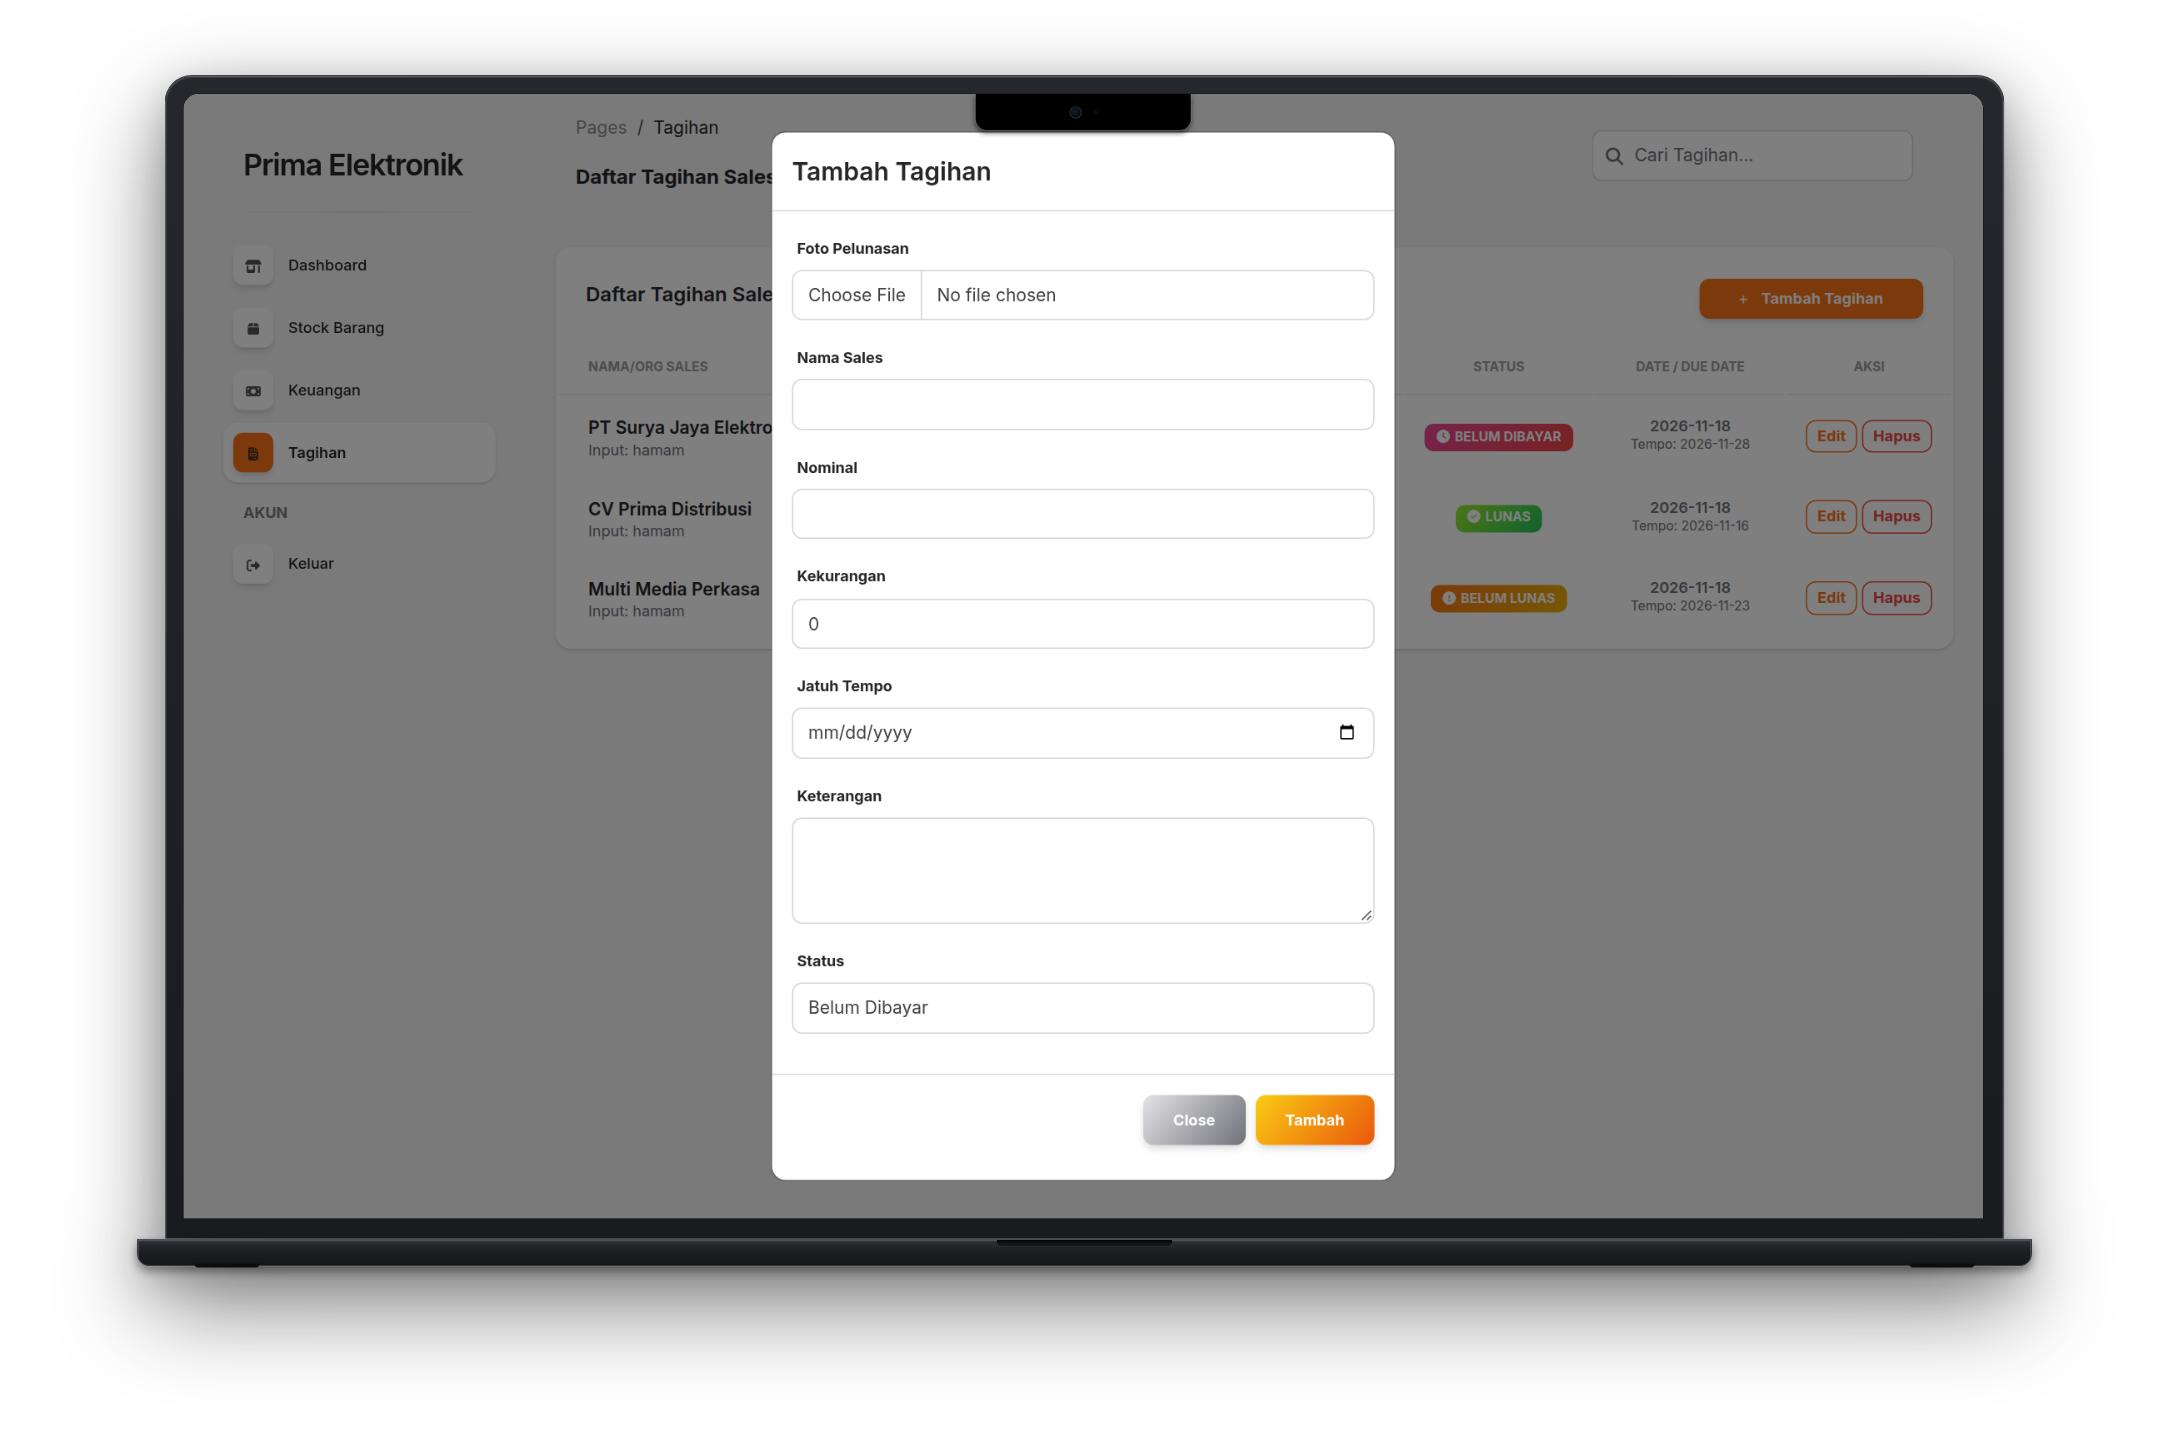 Prima Elektronik
Dashboard
Stock Barang
Keuangan
Tagihan
AKUN
Keluar
Pages / Tagihan
Daftar Tagihan Sales
Cari Tagihan...
Daftar Tagihan Sale
+ Tambah Tagihan
NAMA/ORG SALES STATUS DATE / DUE DATE AKSI
PT Surya Jaya Elektro BELUM DIBAYAR 2026-11-18 Edit Hapus
Input: hamam Tempo: 2026-11-28
CV Prima Distribusi LUNAS 2026-11-18 Edit Hapus
Input: hamam Tempo: 2026-11-16
Multi Media Perkasa BELUM LUNAS 2026-11-18 Edit Hapus
Input: hamam Tempo: 2026-11-23
Tambah Tagihan
Foto Pelunasan
Choose File No file chosen
Nama Sales
Nominal
Kekurangan
0
Jatuh Tempo
mm/dd/yyyy
Keterangan
Status
Belum Dibayar
Close Tambah